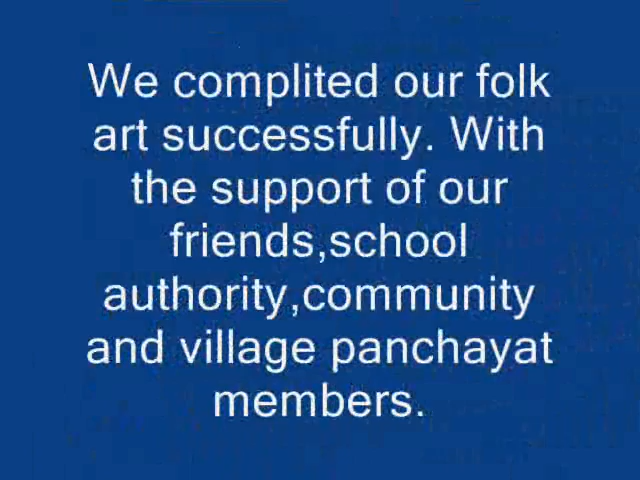 We complited our folk
art successfully. With
the support of our
friends,school
authority,community
and village panchayat
members.